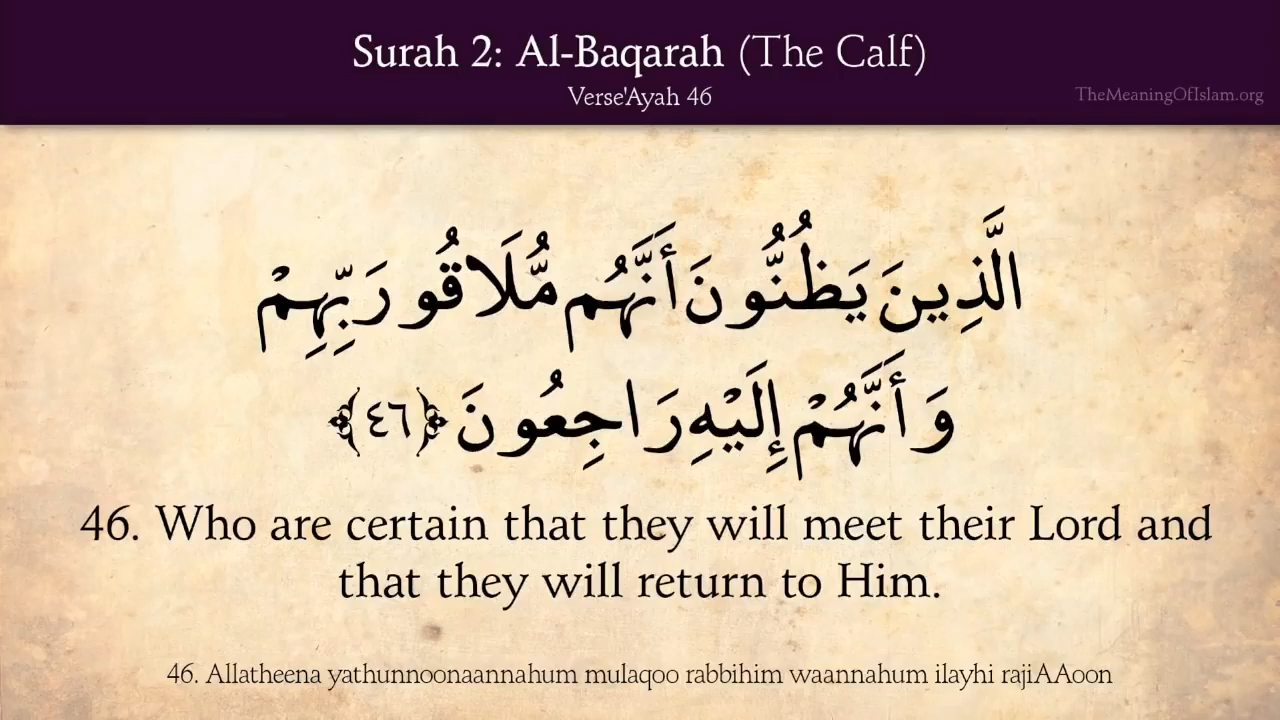 Surah 2: Al-Baqarah (The Calf)
Verse'Ayah 46
TheMeaningOfIslam.org
الَّذِينَ يَظُنُّونَ أَنَّهُم مُّلَاقُو رَبِّهِمْ
وَأَنَّهُمْ إِلَيْهِ رَاجِعُونَ ﴿٤٦﴾
46. Who are certain that they will meet their Lord and
that they will return to Him.
46. Allatheena yathunnoonaannahum mulaqoo rabbihim waannahum ilayhi rajiAAoon